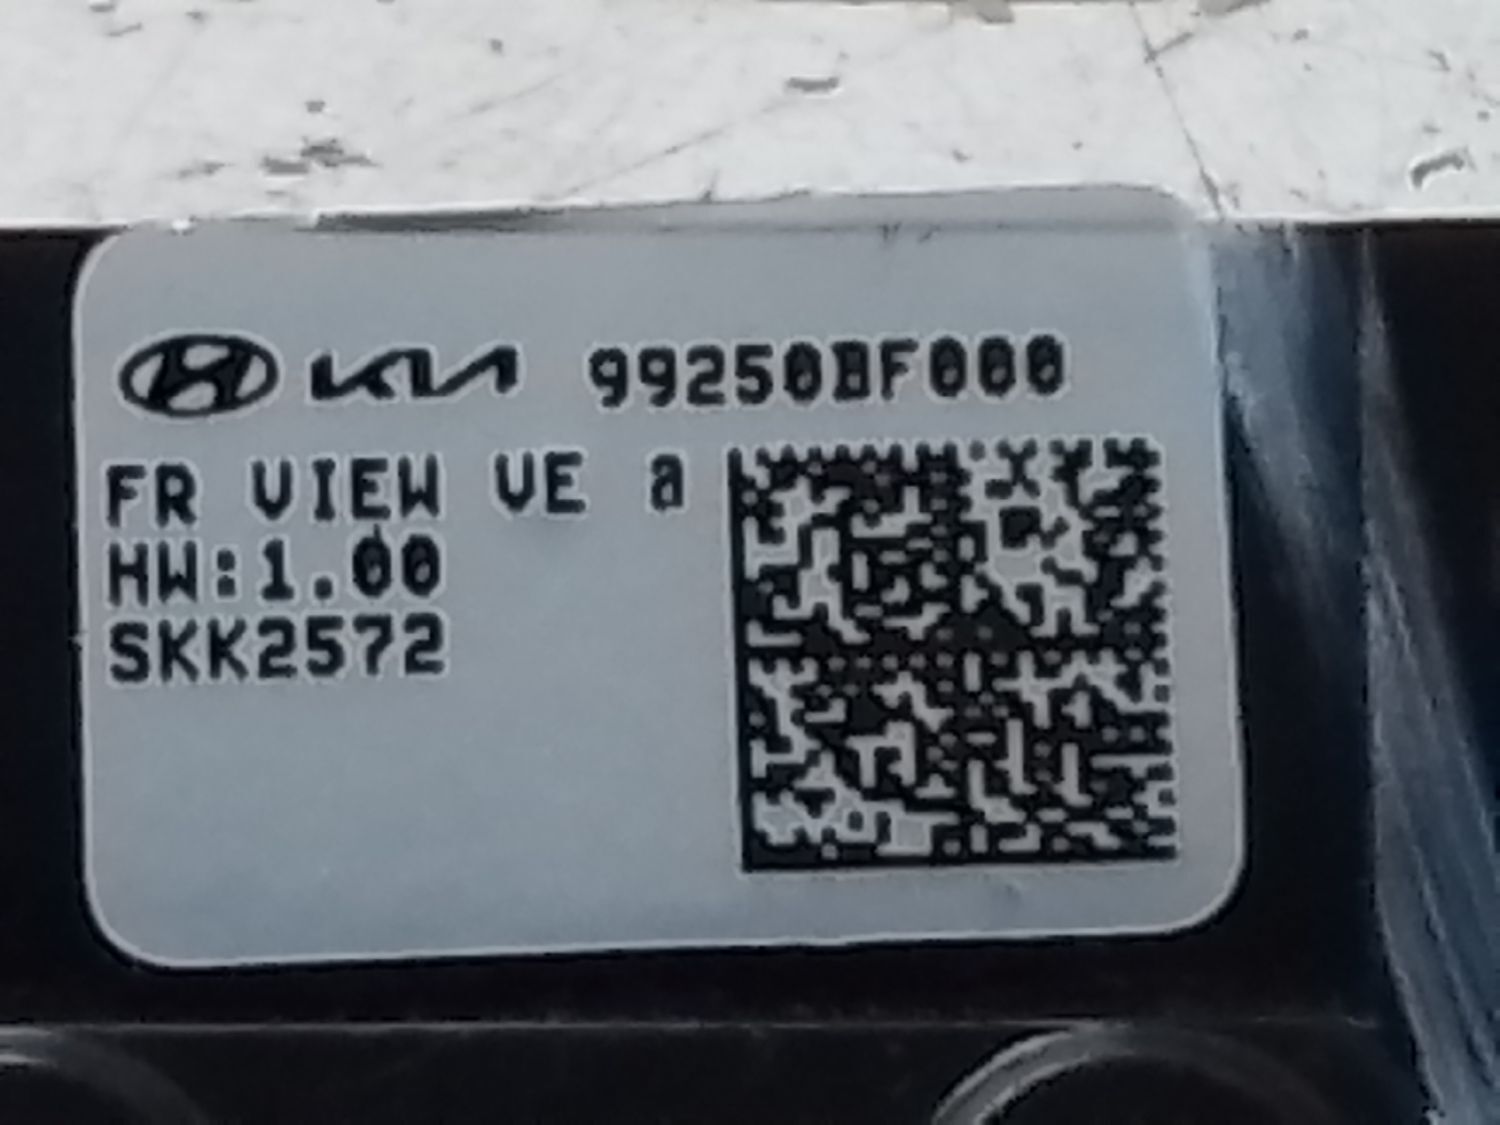 KIA 99250BF000
FR VIEW VE a
HW:1.00
SKK2572